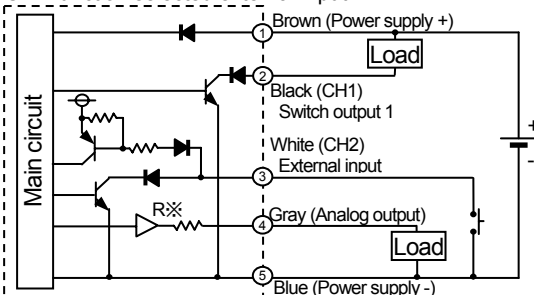 Brown (Power supply +)
1
Load
2
Black (CH1)
Switch output 1
+
-
White (CH2)
External input
3
Main circuit
R※
4
Gray (Analog output)
Load
5
Blue (Power supply -)